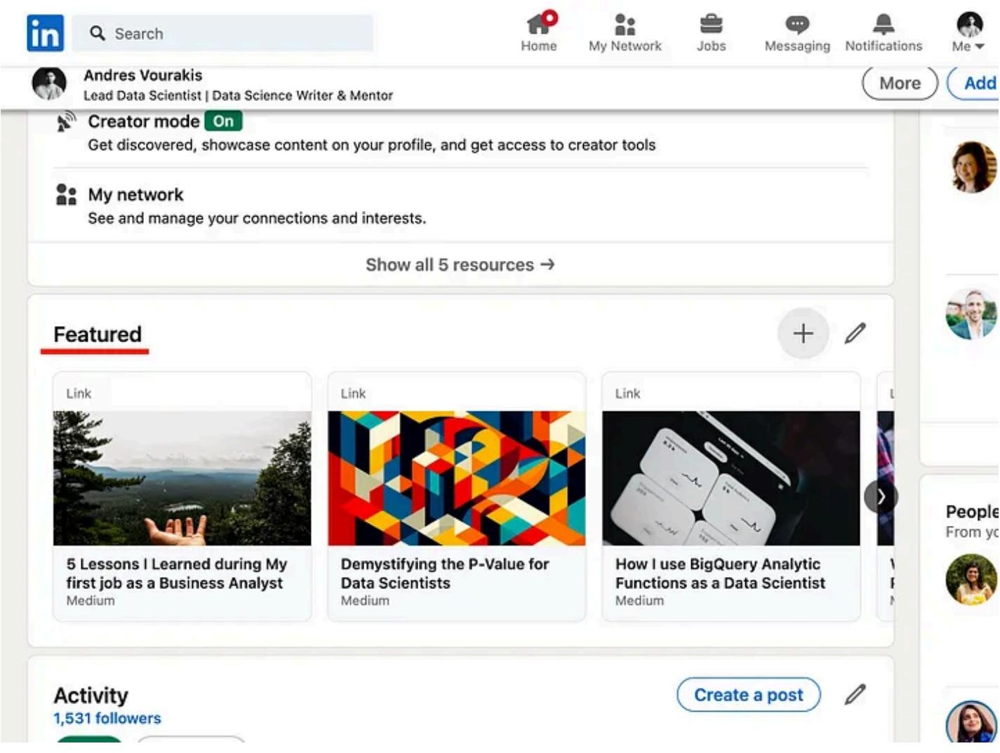 in
Search
Home
My Network
Jobs
Messaging
Notifications
Me
Andres Vourakis
Lead Data Scientist | Data Science Writer & Mentor
More
Add
Creator mode On
Get discovered, showcase content on your profile, and get access to creator tools
My network
See and manage your connections and interests.
Show all 5 resources →
Featured
Link
5 Lessons I Learned during My
first job as a Business Analyst
Medium
Link
Demystifying the P-Value for
Data Scientists
Medium
Link
How I use BigQuery Analytic
Functions as a Data Scientist
Medium
People
From yo
Activity
1,531 followers
Create a post